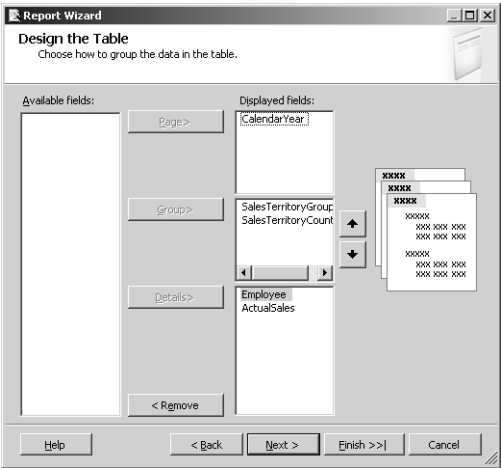 Report Wizard
Design the Table
Choose how to group the data in the table.
Available fields:
Displayed fields:
Page>
CalendarYear
Group>
SalesTerritoryGroup
SalesTerritoryCount
Details>
Employee
ActualSales
< Remove
xxxx
xxxx
xxxx
xxxxx
xxx xxx xxx
xxx xxx xxx
xxxxx
xxx xxx xxx
xxx xxx xxx
Help
< Back
Next >
Finish >>|
Cancel